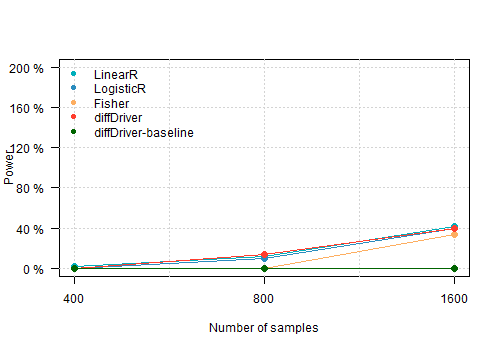 200 %
160 %
120 %
80 %
40 %
0 %
Power
LinearR
LogisticR
Fisher
diffDriver
diffDriver-baseline
400
800
1600
Number of samples